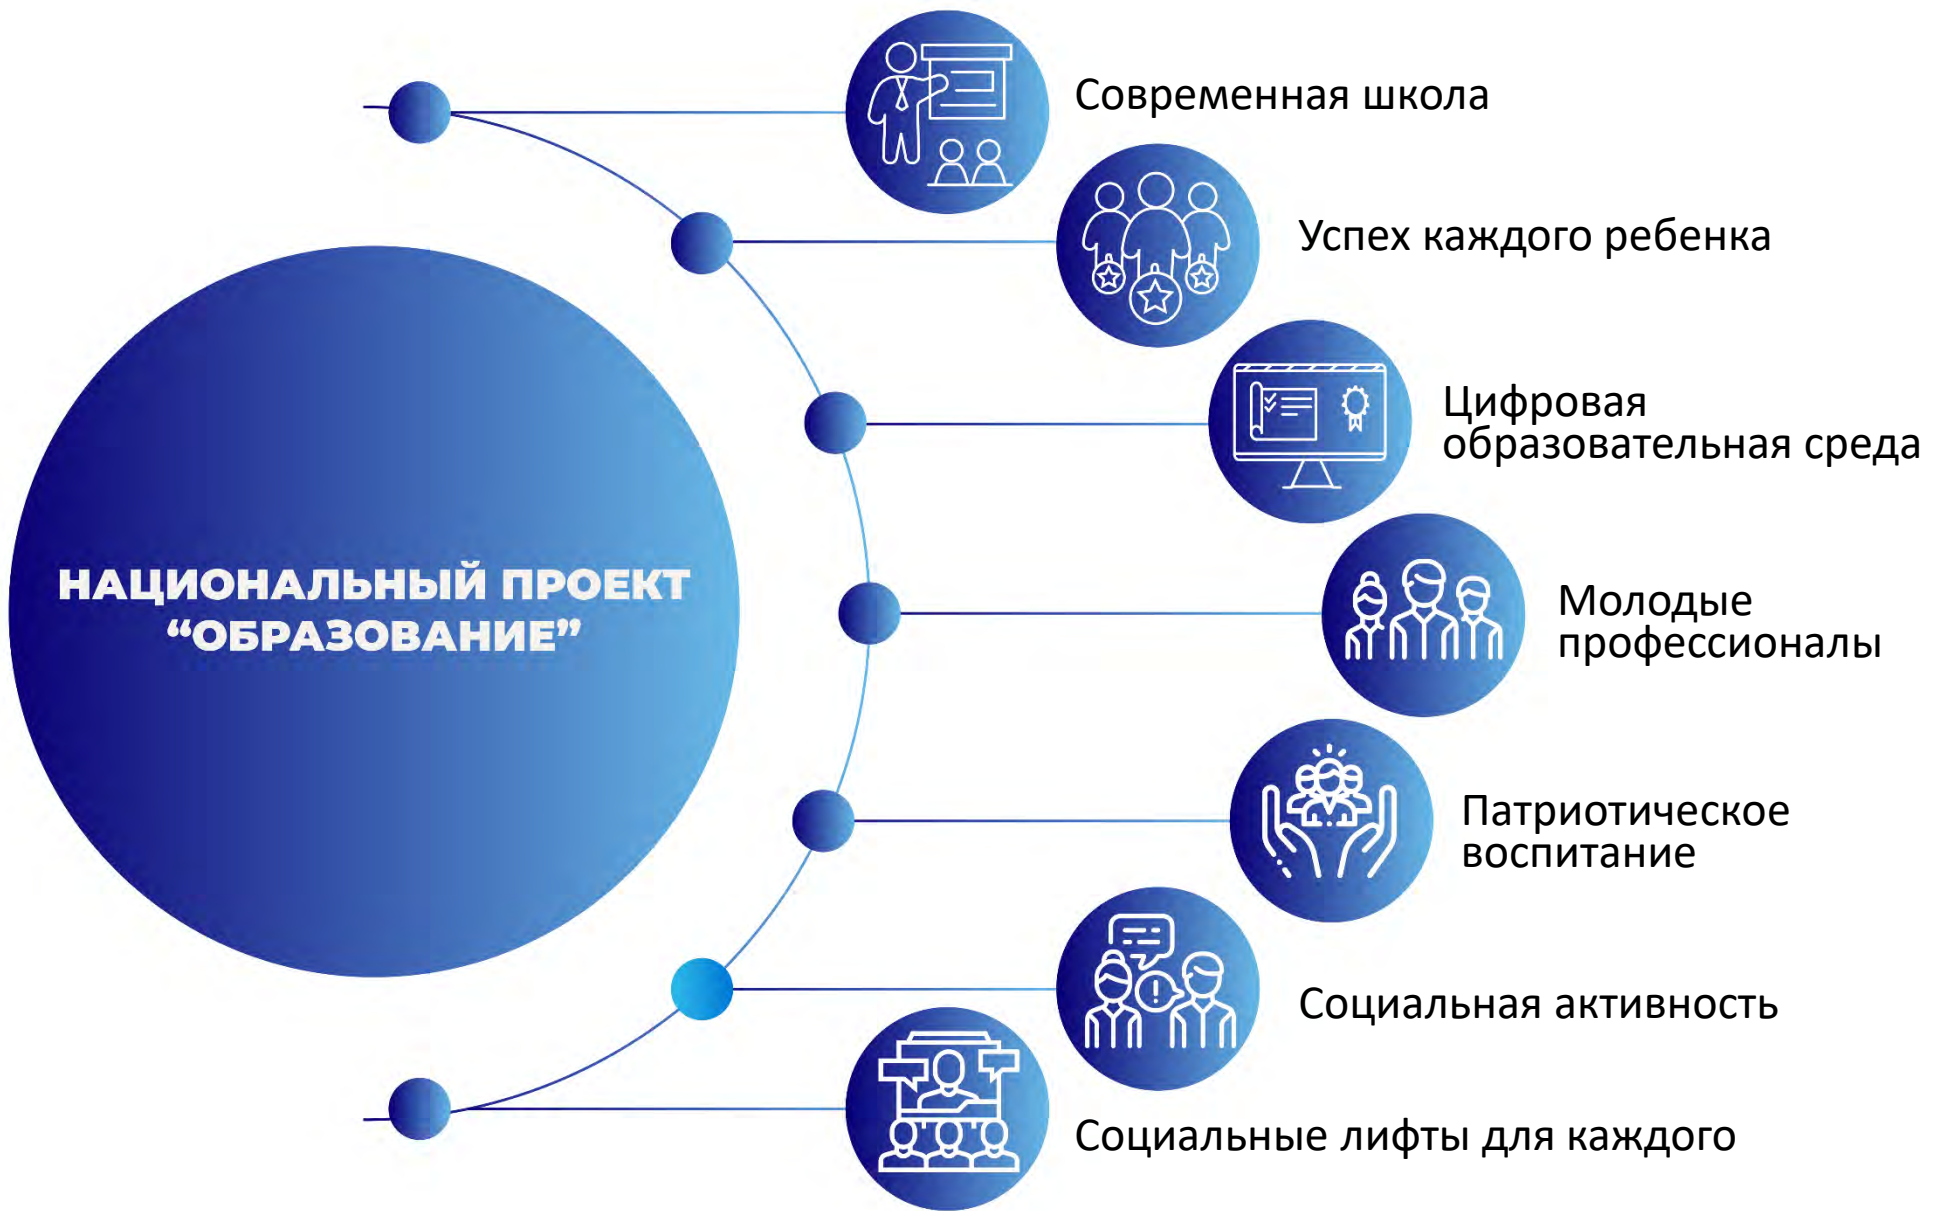 Современная школа
Успех каждого ребенка
Цифровая
образовательная среда
НАЦИОНАЛЬНЫЙ ПРОЕКТ
“ОБРАЗОВАНИЕ”
Молодые
профессионалы
Патриотическое
воспитание
Социальная активность
Социальные лифты для каждого